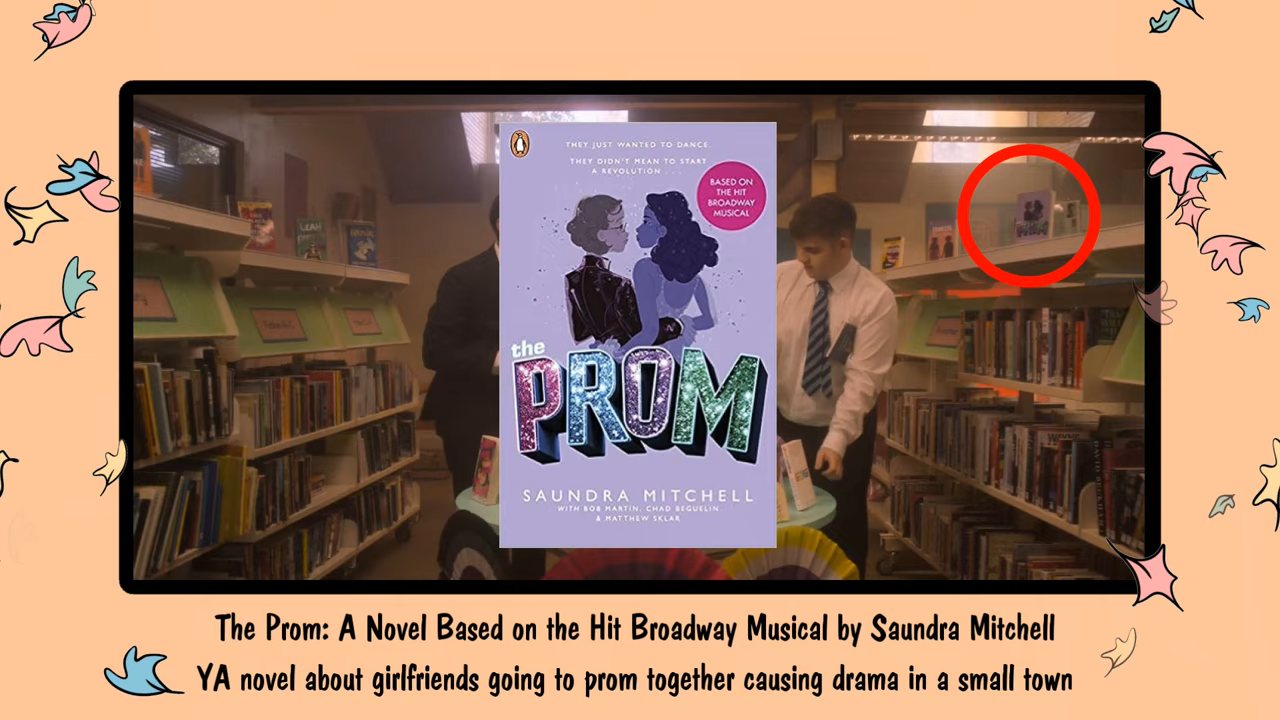 THEY JUST WANTED TO DANCE.
THEY DIDN'T MEAN TO START
A REVOLUTION . . .
BASED ON
THE HIT
BROADWAY
MUSICAL
LEAH
PROM
the
PROM
SAUNDRA MITCHELL
WITH BOB MARTIN, CHAD BEGUELIN
& MATTHEW SKLAR
The Prom: A Novel Based on the Hit Broadway Musical by Saundra Mitchell
YA novel about girlfriends going to prom together causing drama in a small town